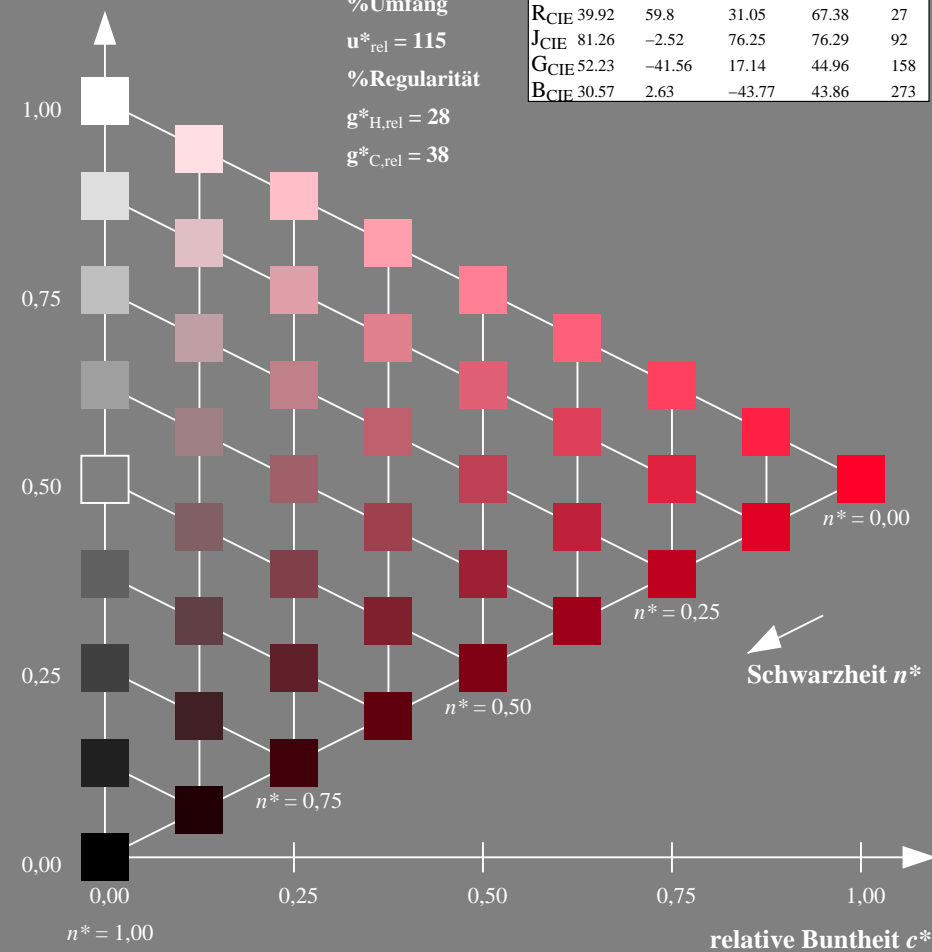 %Umfang
u*rel = 115
%Regularität
g*H,rel = 28
g*C,rel = 38
RCIE 39.92 59.8 31.05 67.38 27
JCIE 81.26 −2.52 76.25 76.29 92
GCIE 52.23 −41.56 17.14 44.96 158
BCIE 30.57 2.63 −43.77 43.86 273
1,00
0,75
0,50
n* = 0,00
n* = 0,25
0,25
Schwarzheit n*
n* = 0,50
n* = 0,75
0,00
0,00 0,25 0,50 0,75 1,00
n* = 1,00
relative Buntheit c*